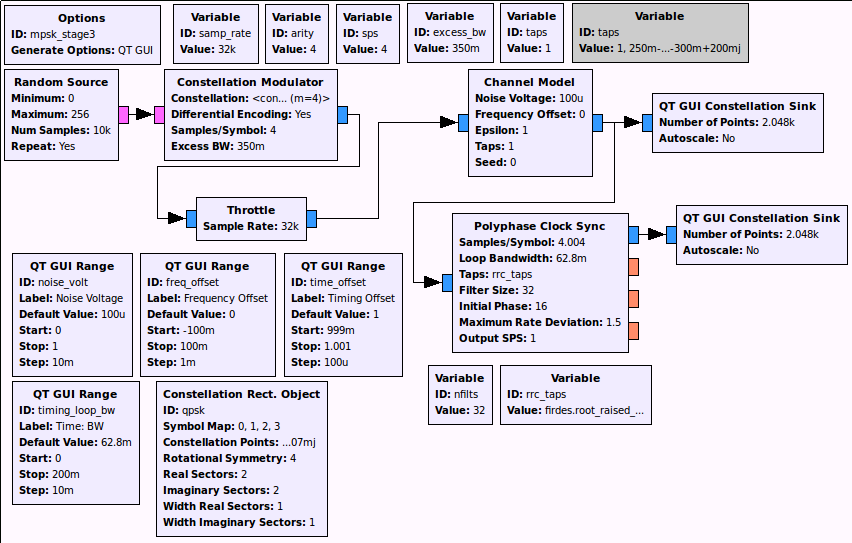 Options
ID: mpsk_stage3
Generate Options: QT GUI
Variable
ID: samp_rate
Value: 32k
Variable
ID: arity
Value: 4
Variable
ID: sps
Value: 4
Variable
ID: excess_bw
Value: 350m
Variable
ID: taps
Value: 1
Variable
ID: taps
Value: 1, 250m-...-300m+200mj
Random Source
Minimum: 0
Maximum: 256
Num Samples: 10k
Repeat: Yes
Constellation Modulator
Constellation: <con... (m=4)>
Differential Encoding: Yes
Samples/Symbol: 4
Excess BW: 350m
Channel Model
Noise Voltage: 100u
Frequency Offset: 0
Epsilon: 1
Taps: 1
Seed: 0
QT GUI Constellation Sink
Number of Points: 2.048k
Autoscale: No
Throttle
Sample Rate: 32k
Polyphase Clock Sync
Samples/Symbol: 4.004
Loop Bandwidth: 62.8m
Taps: rrc_taps
Filter Size: 32
Initial Phase: 16
Maximum Rate Deviation: 1.5
Output SPS: 1
QT GUI Constellation Sink
Number of Points: 2.048k
Autoscale: No
QT GUI Range
ID: noise_volt
Label: Noise Voltage
Default Value: 100u
Start: 0
Stop: 1
Step: 10m
QT GUI Range
ID: freq_offset
Label: Frequency Offset
Default Value: 0
Start: -100m
Stop: 100m
Step: 1m
QT GUI Range
ID: time_offset
Label: Timing Offset
Default Value: 1
Start: 999m
Stop: 1.001
Step: 100u
QT GUI Range
ID: timing_loop_bw
Label: Time: BW
Default Value: 62.8m
Start: 0
Stop: 200m
Step: 10m
Constellation Rect. Object
ID: qpsk
Symbol Map: 0, 1, 2, 3
Constellation Points: ...07mj
Rotational Symmetry: 4
Real Sectors: 2
Imaginary Sectors: 2
Width Real Sectors: 1
Width Imaginary Sectors: 1
Variable
ID: nfilts
Value: 32
Variable
ID: rrc_taps
Value: firdes.root_raised_...